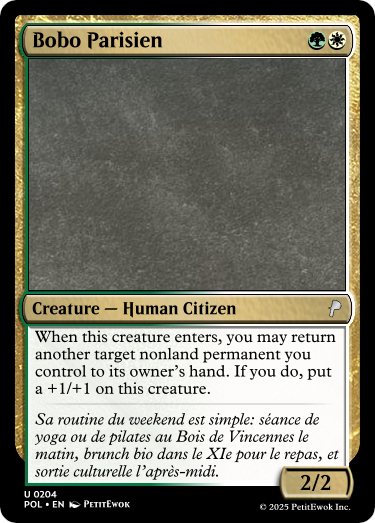 Bobo Parisien
Creature — Human Citizen
When this creature enters, you may return
another target nonland permanent you
control to its owner's hand. If you do, put
a +1/+1 on this creature.
Sa routine du weekend est simple: séance de
yoga ou de pilates au Bois de Vincennes le
matin, brunch bio dans le XIe pour le repas, et
sortie culturelle l'après-midi.
2/2
U 0204
POL • EN PETITEWOK
© 2025 PetitEwok Inc.